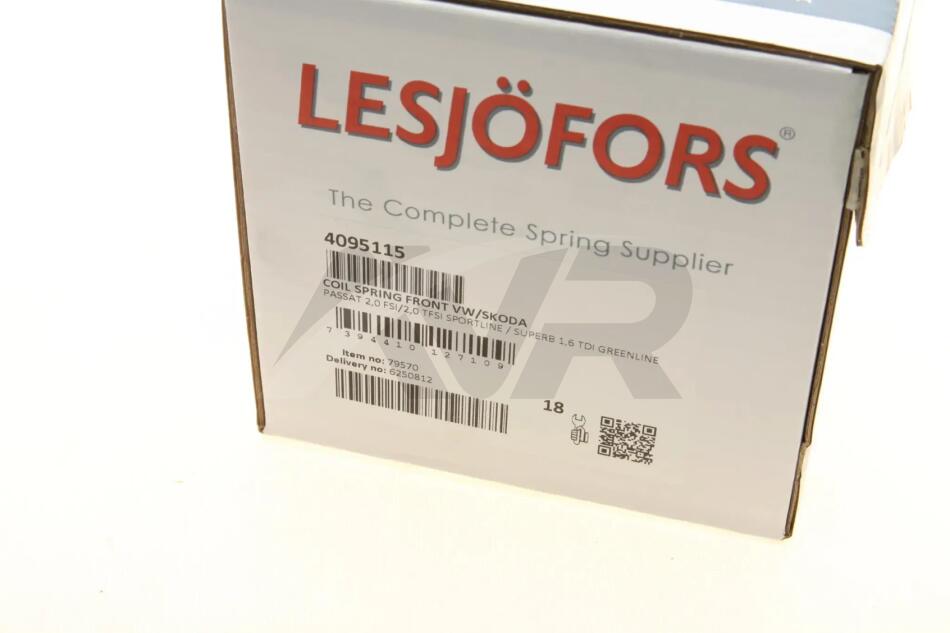 LESJÖFORS®
The Complete Spring Supplier
4095115
COIL SPRING FRONT VW/SKODA
PASSAT 2,0 FSI/2,0 TFSI SPORTLINE / SUPERB 1,6 TDI GREENLINE
7 394410 127109
Item no: 79570
Delivery no: 6250812
18